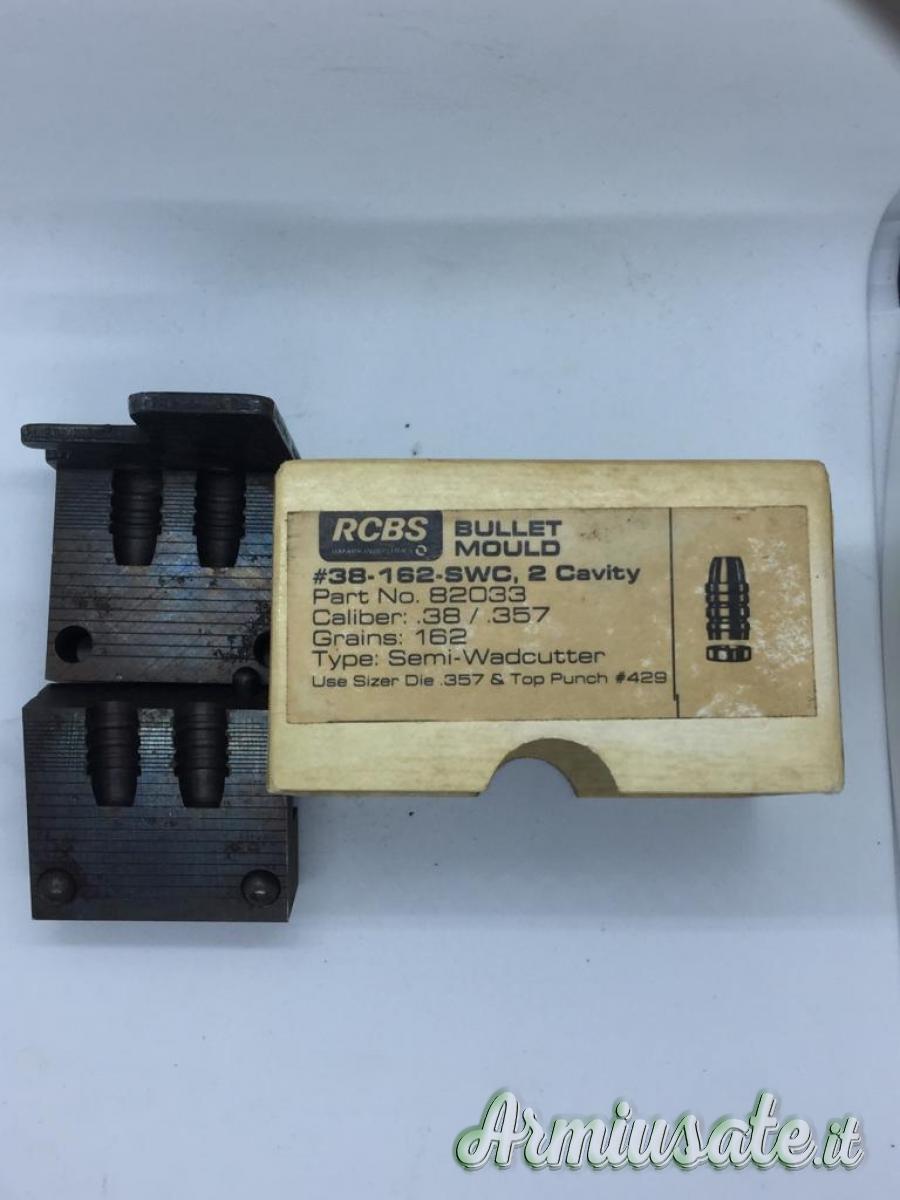 RCBS
BULLET
MOULD
#38-162-SWC, 2 Cavity
Part No. 82033
Caliber: .38 / .357
Grains: 162
Type: Semi-Wadcutter
Use Sizer Die .357 & Top Punch #429
Armiusate.it